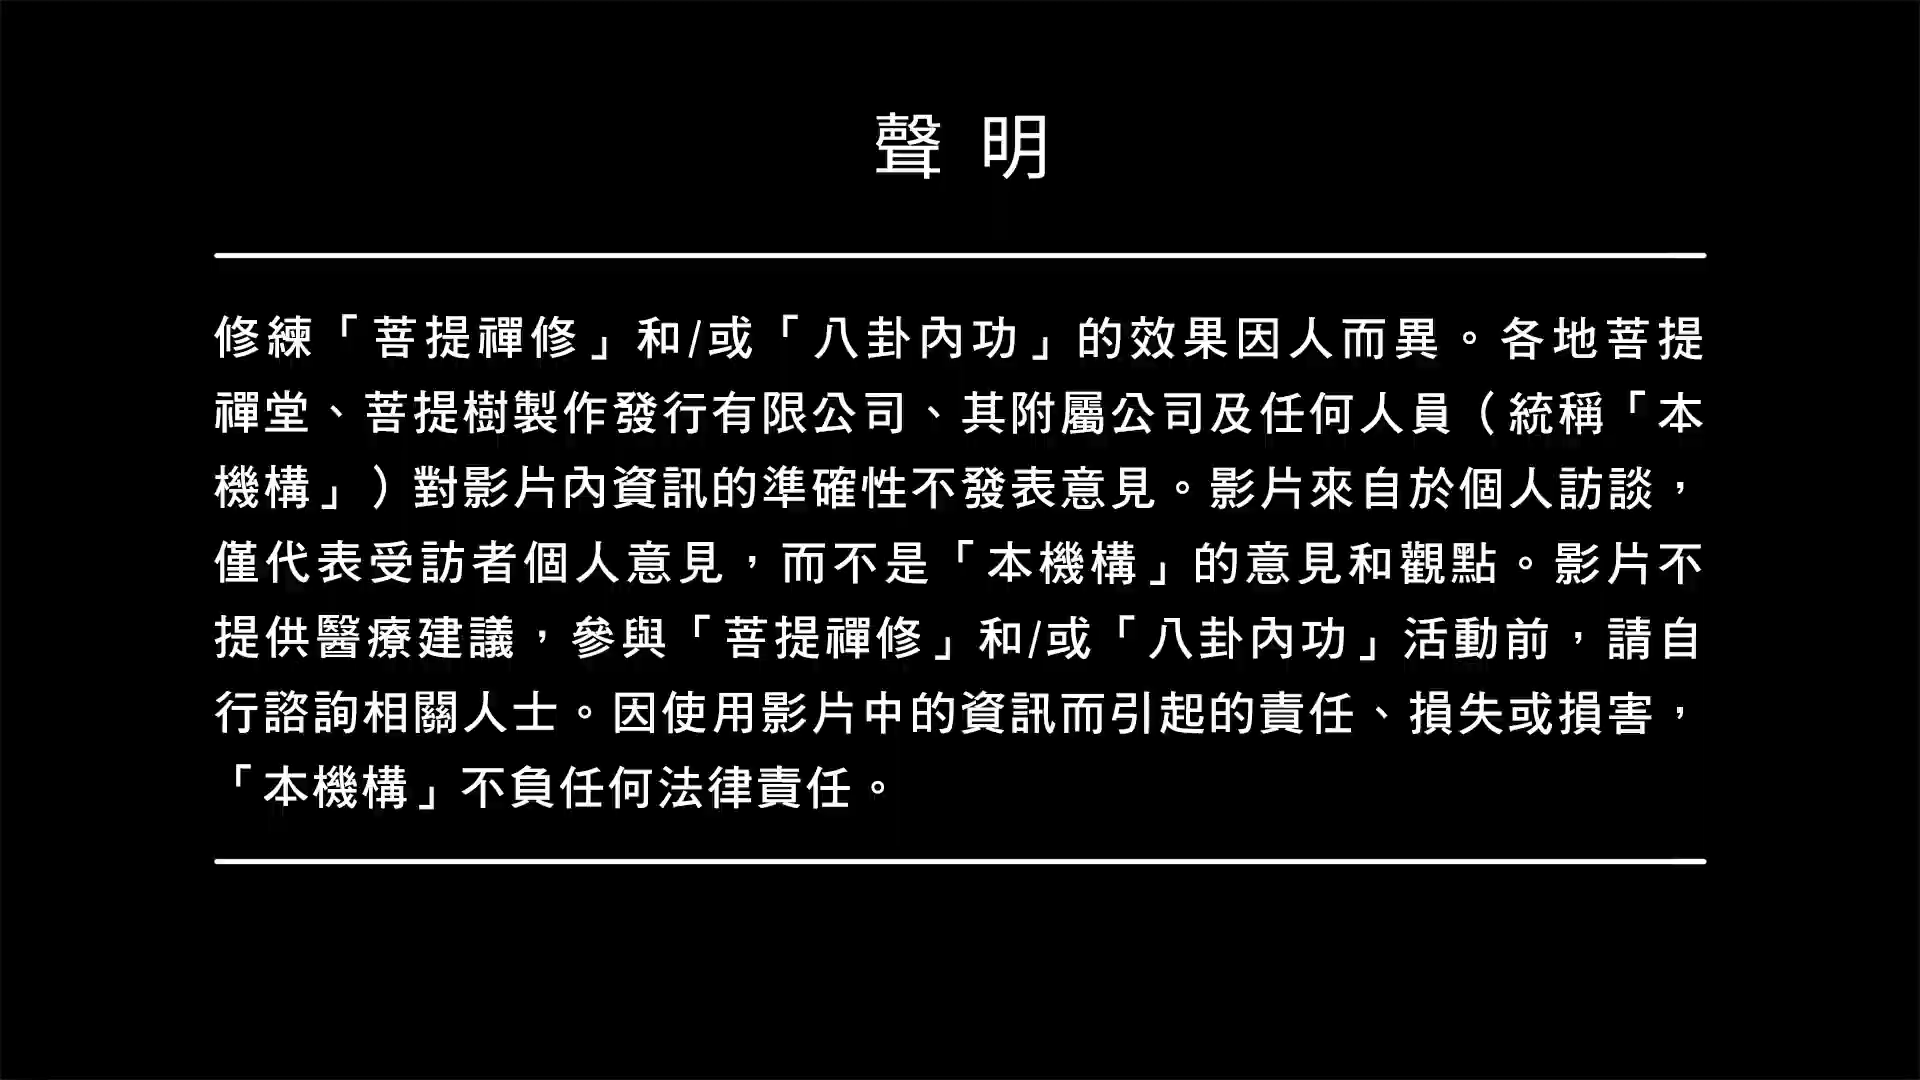 聲明
修練「菩提禪修」和/或「八卦內功」的效果因人而異。各地菩提
禪堂、菩提樹製作發行有限公司、其附屬公司及任何人員（統稱「本
機構」）對影片內資訊的準確性不發表意見。影片來自於個人訪談，
僅代表受訪者個人意見，而不是「本機構」的意見和觀點。影片不
提供醫療建議，參與「菩提禪修」和/或「八卦內功」活動前，請自
行諮詢相關人士。因使用影片中的資訊而引起的責任、損失或損害，
「本機構」不負任何法律責任。